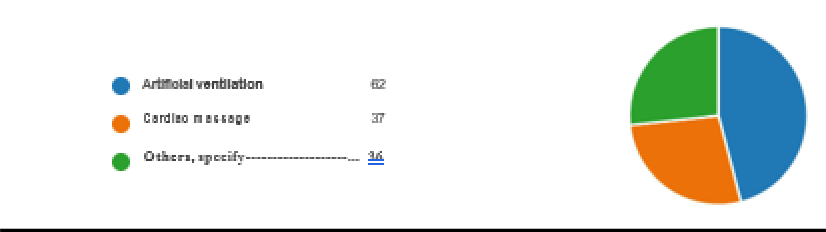 Artificial ventilation 62
Cardiac massage 37
Others, specify--------------------... 36